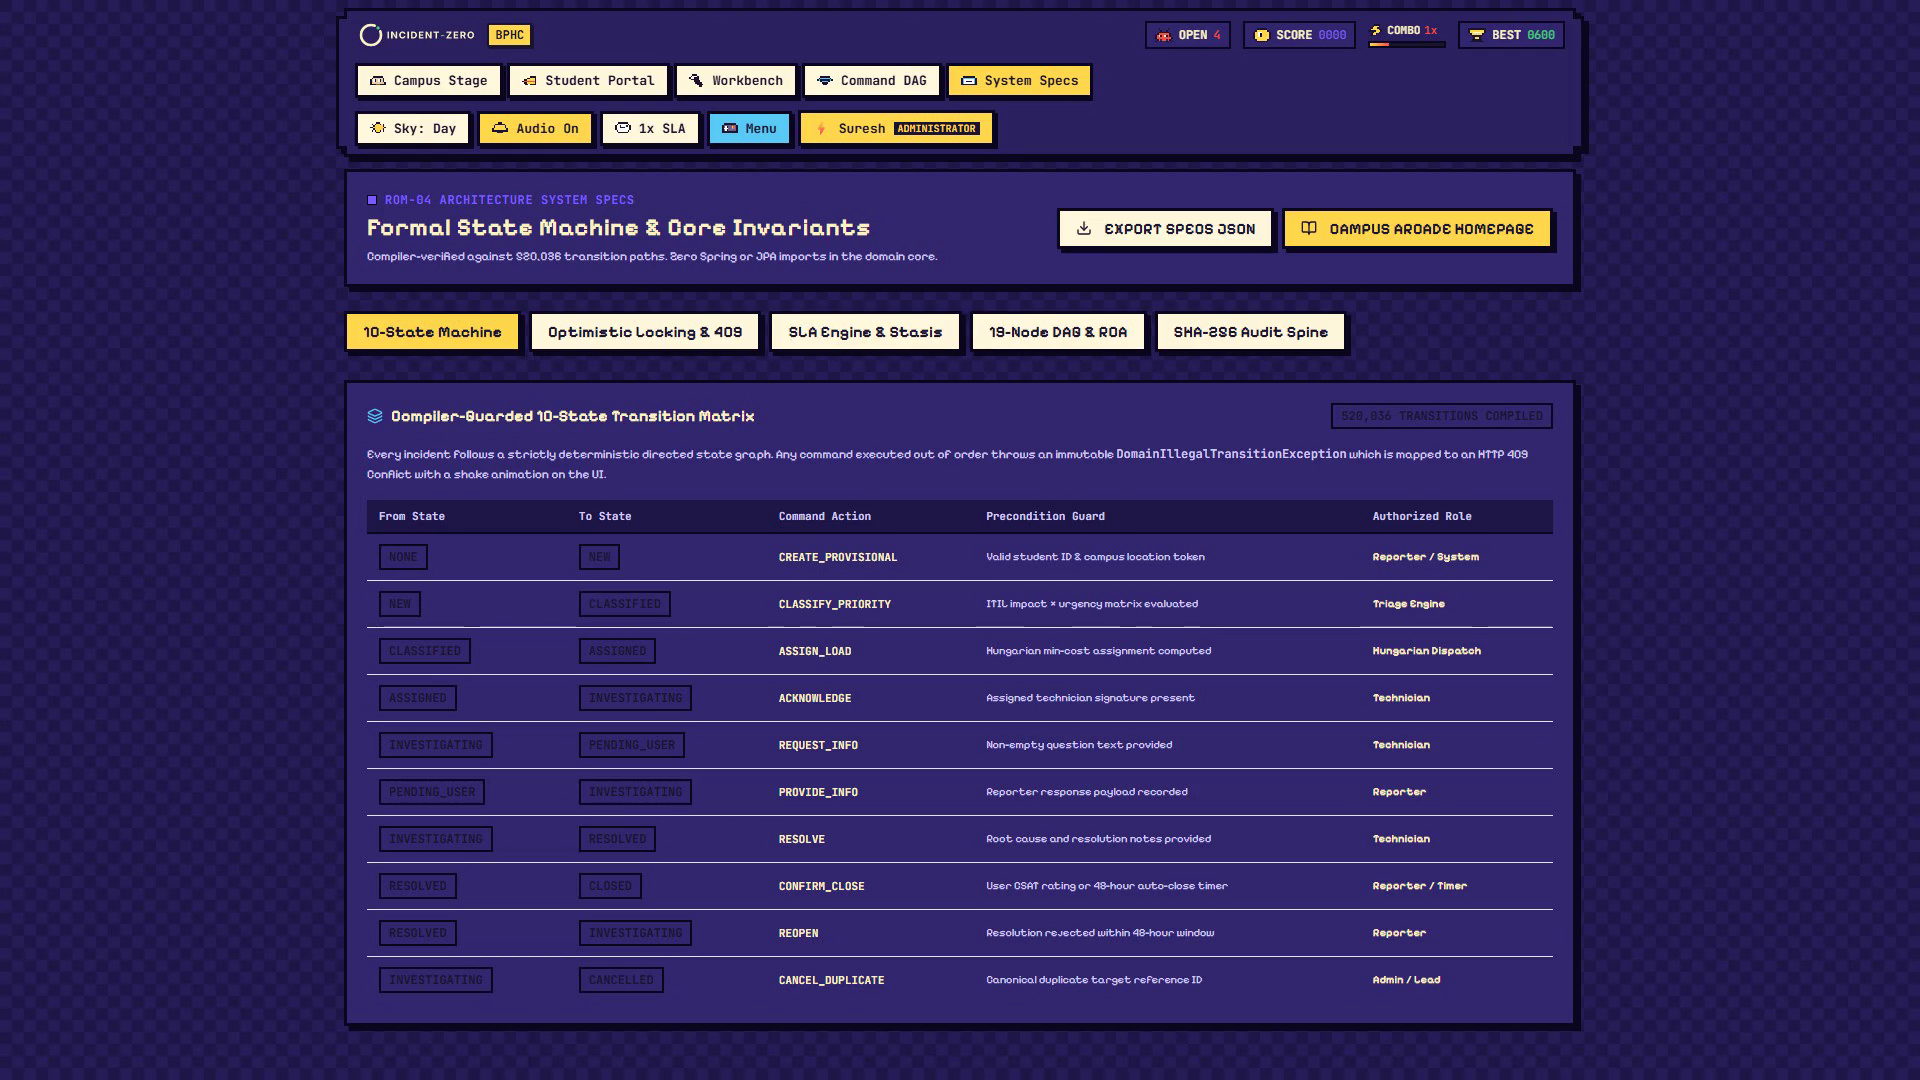 INCIDENT-ZERO BPHC
OPEN 4 SCORE 0000 COMBO 1x BEST 0600
Campus Stage Student Portal Workbench Command DAG System Specs
Sky: Day Audio On 1x SLA Menu Suresh ADMINISTRATOR
ROM-04 ARCHITECTURE SYSTEM SPECS
Formal State Machine & Core Invariants
Compiler-verified against 520,036 transition paths. Zero Spring or JPA imports in the domain core.
EXPORT SPECS JSON CAMPUS ARCADE HOMEPAGE
10-State Machine Optimistic Locking & 409 SLA Engine & Stasis 19-Node DAG & RCA SHA-256 Audit Spine
Compiler-Guarded 10-State Transition Matrix 520,036 TRANSITIONS COMPILED
Every incident follows a strictly deterministic directed state graph. Any command executed out of order throws an immutable DomainIllegalTransitionException which is mapped to an HTTP 409
Conflict with a shake animation on the UI.
From State To State Command Action Precondition Guard Authorized Role
NONE NEW CREATE_PROVISIONAL Valid student ID & campus location token Reporter / System
NEW CLASSIFIED CLASSIFY_PRIORITY ITIL impact × urgency matrix evaluated Triage Engine
CLASSIFIED ASSIGNED ASSIGN_LOAD Hungarian min-cost assignment computed Hungarian Dispatch
ASSIGNED INVESTIGATING ACKNOWLEDGE Assigned technician signature present Technician
INVESTIGATING PENDING_USER REQUEST_INFO Non-empty question text provided Technician
PENDING_USER INVESTIGATING PROVIDE_INFO Reporter response payload recorded Reporter
INVESTIGATING RESOLVED RESOLVE Root cause and resolution notes provided Technician
RESOLVED CLOSED CONFIRM_CLOSE User CSAT rating or 48-hour auto-close timer Reporter / Timer
RESOLVED INVESTIGATING REOPEN Resolution rejected within 48-hour window Reporter
INVESTIGATING CANCELLED CANCEL_DUPLICATE Canonical duplicate target reference ID Admin / Lead